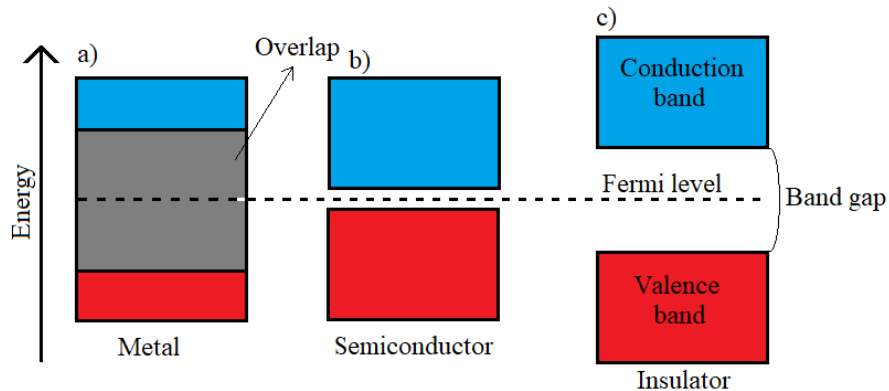 a)
Overlap
b)
c)
Conduction
band
Energy
Fermi level
Band gap
Valence
band
Metal
Semiconductor
Insulator